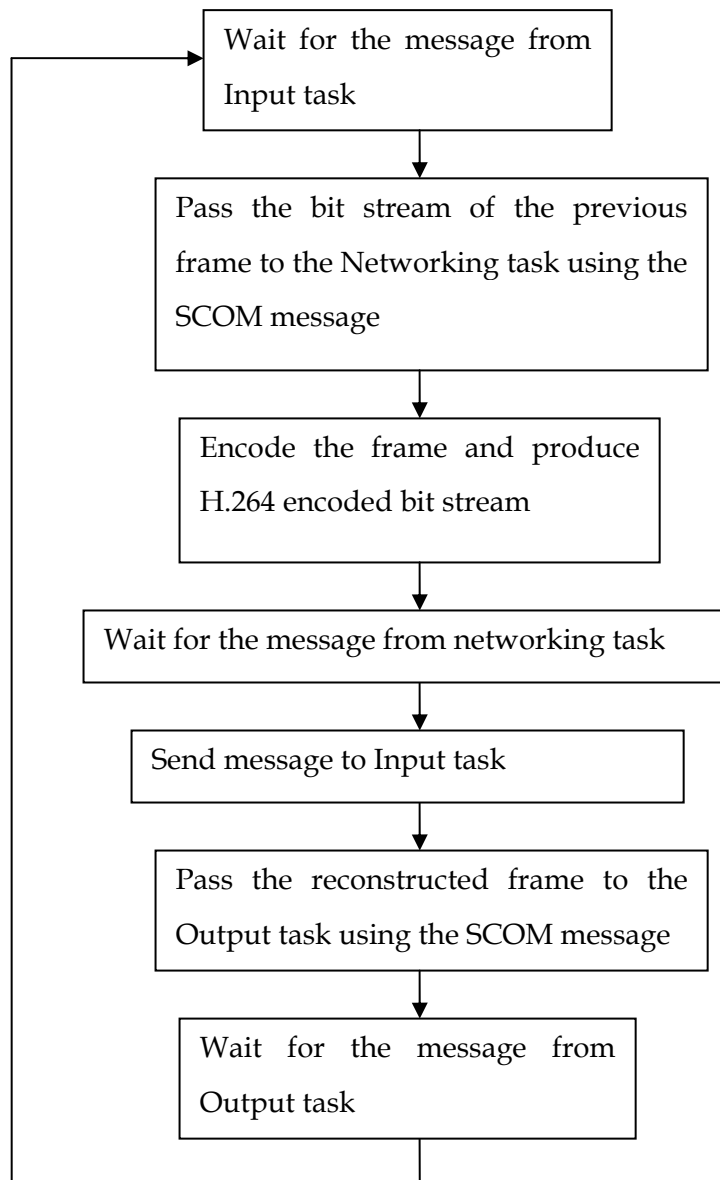 Wait for the message from
Input task
Pass the bit stream of the previous
frame to the Networking task using the
SCOM message
Encode the frame and produce
H.264 encoded bit stream
Wait for the message from networking task
Send message to Input task
Pass the reconstructed frame to the
Output task using the SCOM message
Wait for the message from
Output task